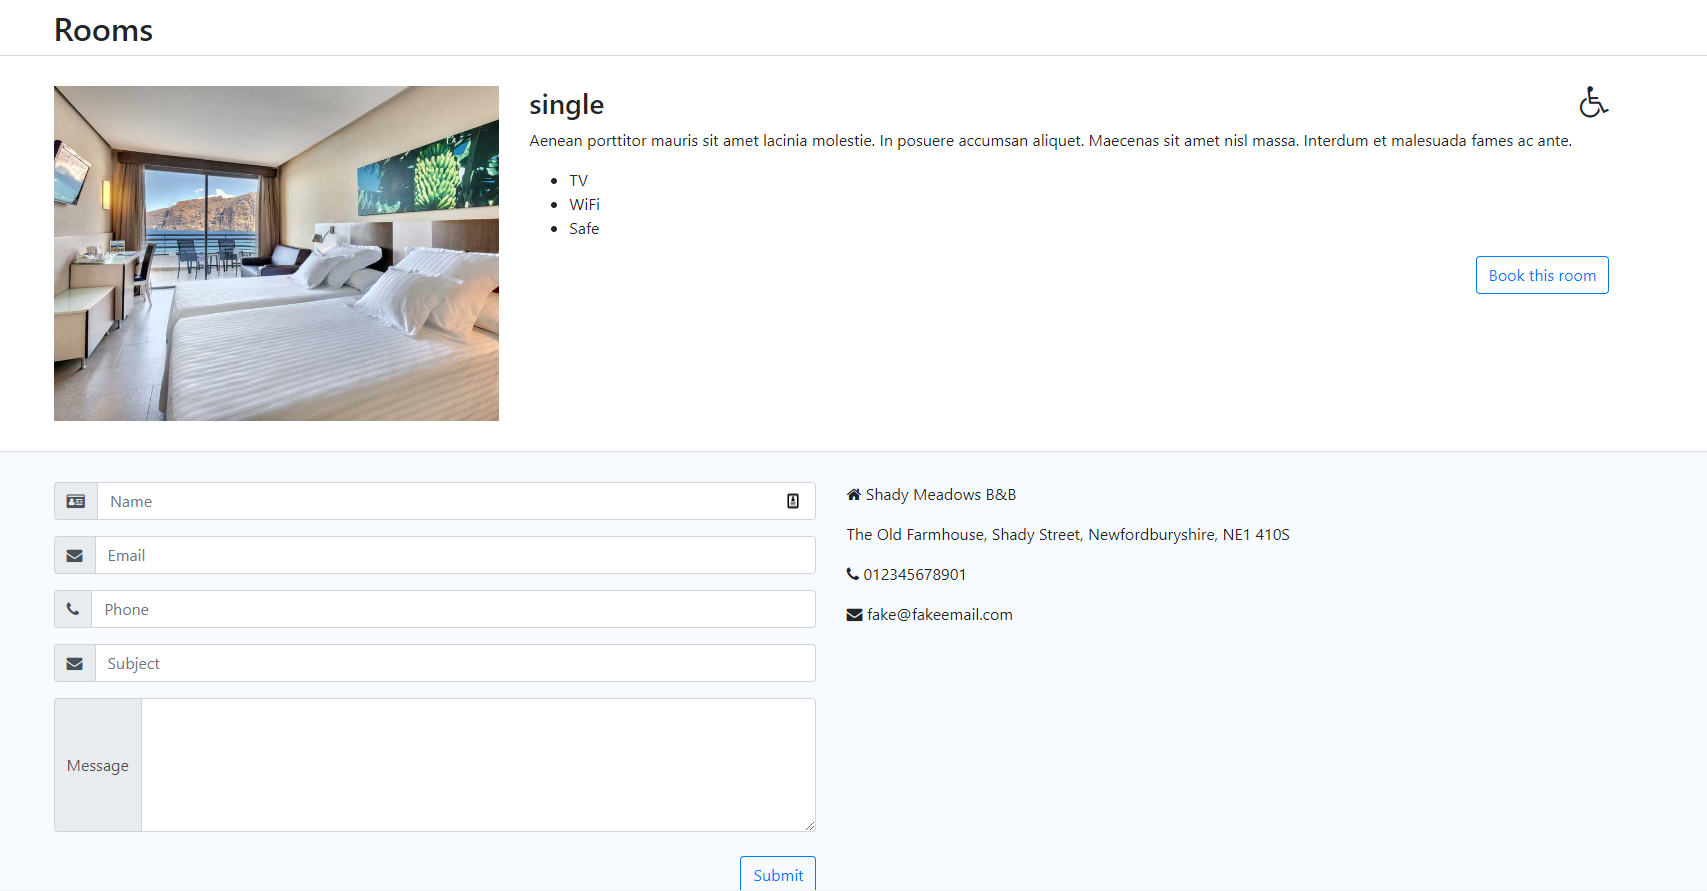 Rooms
single
Aenean porttitor mauris sit amet lacinia molestie. In posuere accumsan aliquet. Maecenas sit amet nisl massa. Interdum et malesuada fames ac ante.
TV
WiFi
Safe
Book this room
Name
Email
Phone
Subject
Message
Submit
Shady Meadows B&B
The Old Farmhouse, Shady Street, Newfordburyshire, NE1 410S
012345678901
fake@fakeemail.com